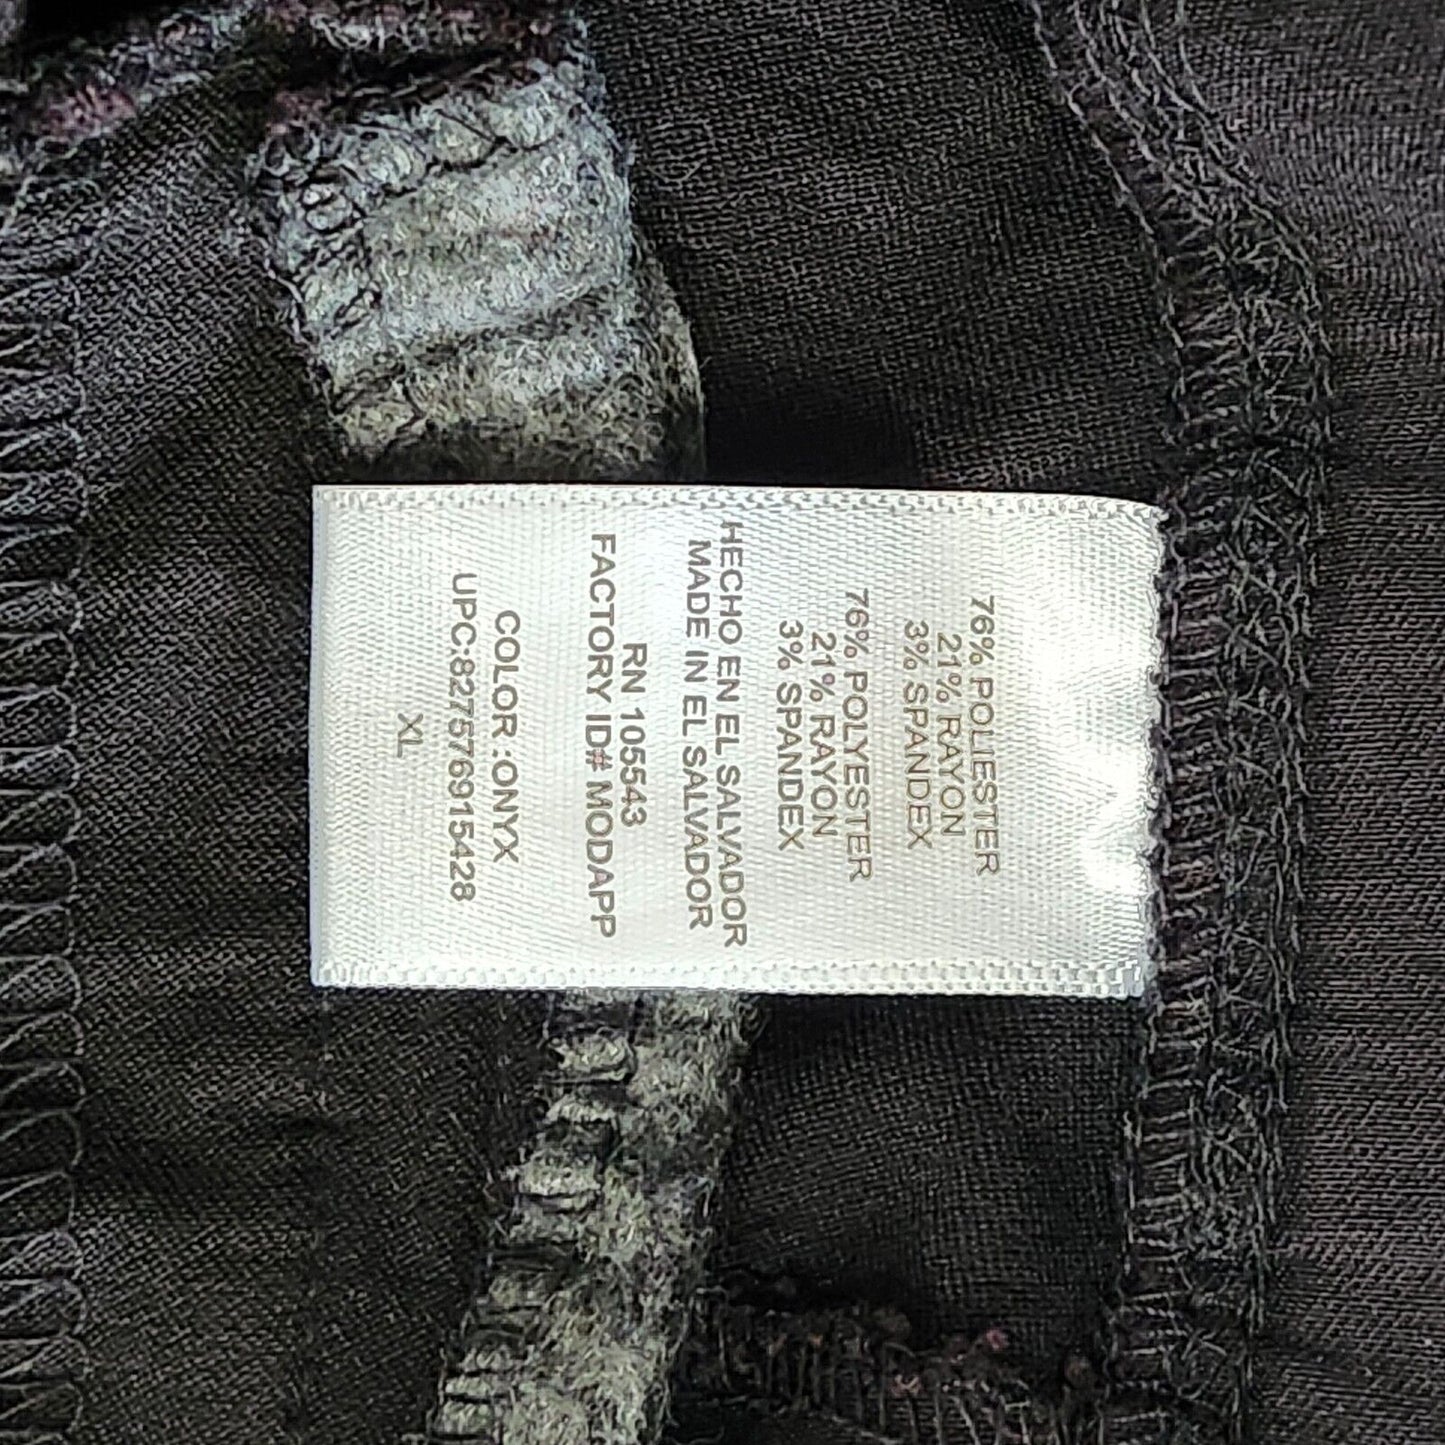 76% POLIESTER
21% RAYON
3% SPANDEX
76% POLYESTER
21% RAYON
3% SPANDEX
HECHO EN EL SALVADOR
MADE IN EL SALVADOR
RN 105543
FACTORY ID# MODAPP
COLOR :ONYX
UPC:827576915428
XL